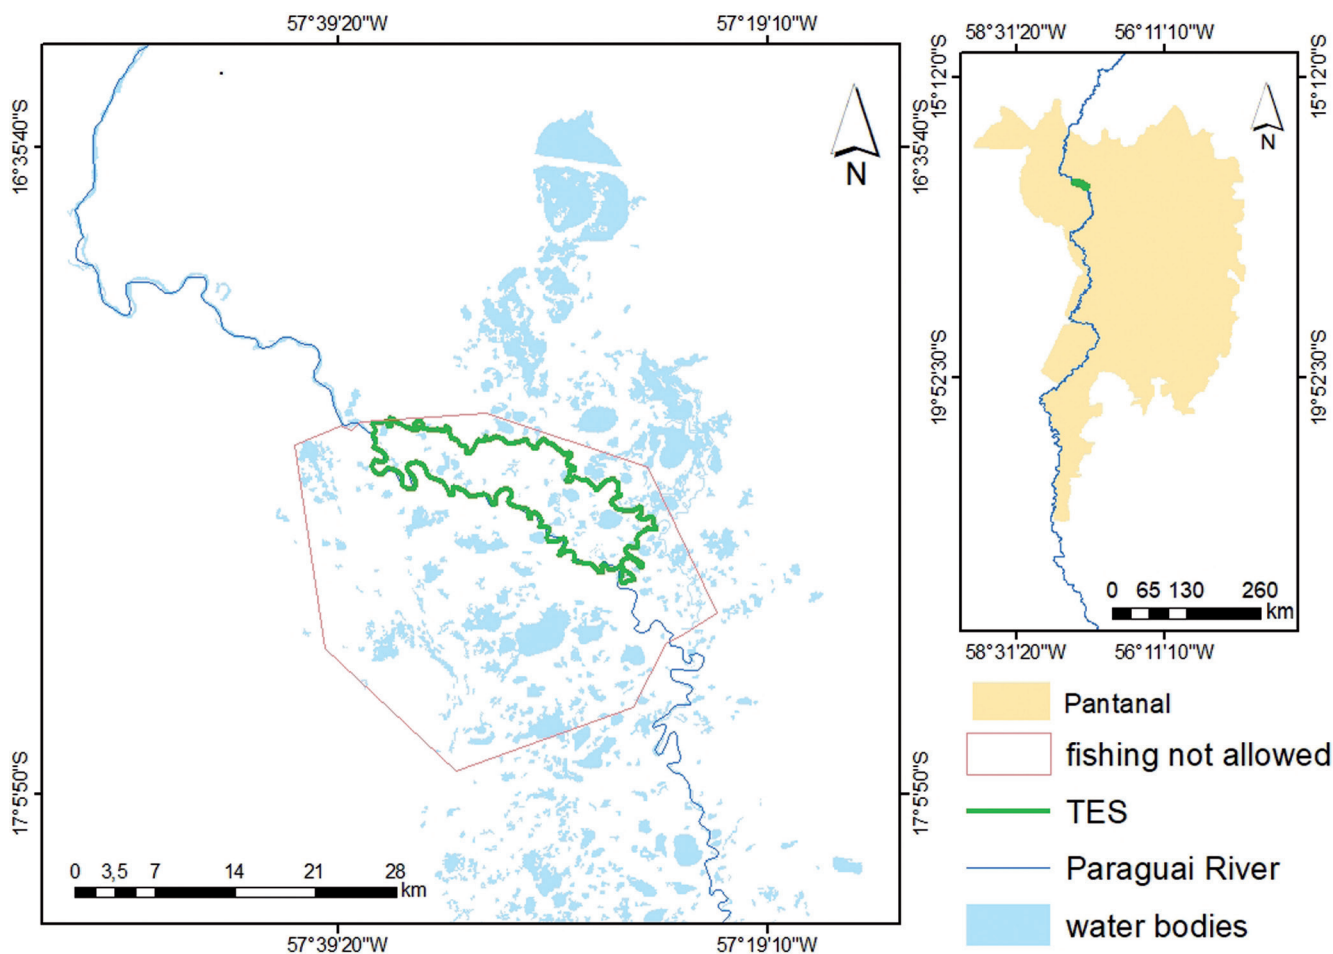 57°39'20"W 57°19'10"W
58°31'20"W 56°11'10"W
16°35'40"S
16°35'40"S
15°12'0"S
15°12'0"S
N
N
19°52'30"S
19°52'30"S
17°5'50"S
17°5'50"S
0 65 130 260
km
0 3,5 7 14 21 28
km
57°39'20"W 57°19'10"W
58°31'20"W 56°11'10"W
Pantanal
fishing not allowed
TES
Paraguai River
water bodies